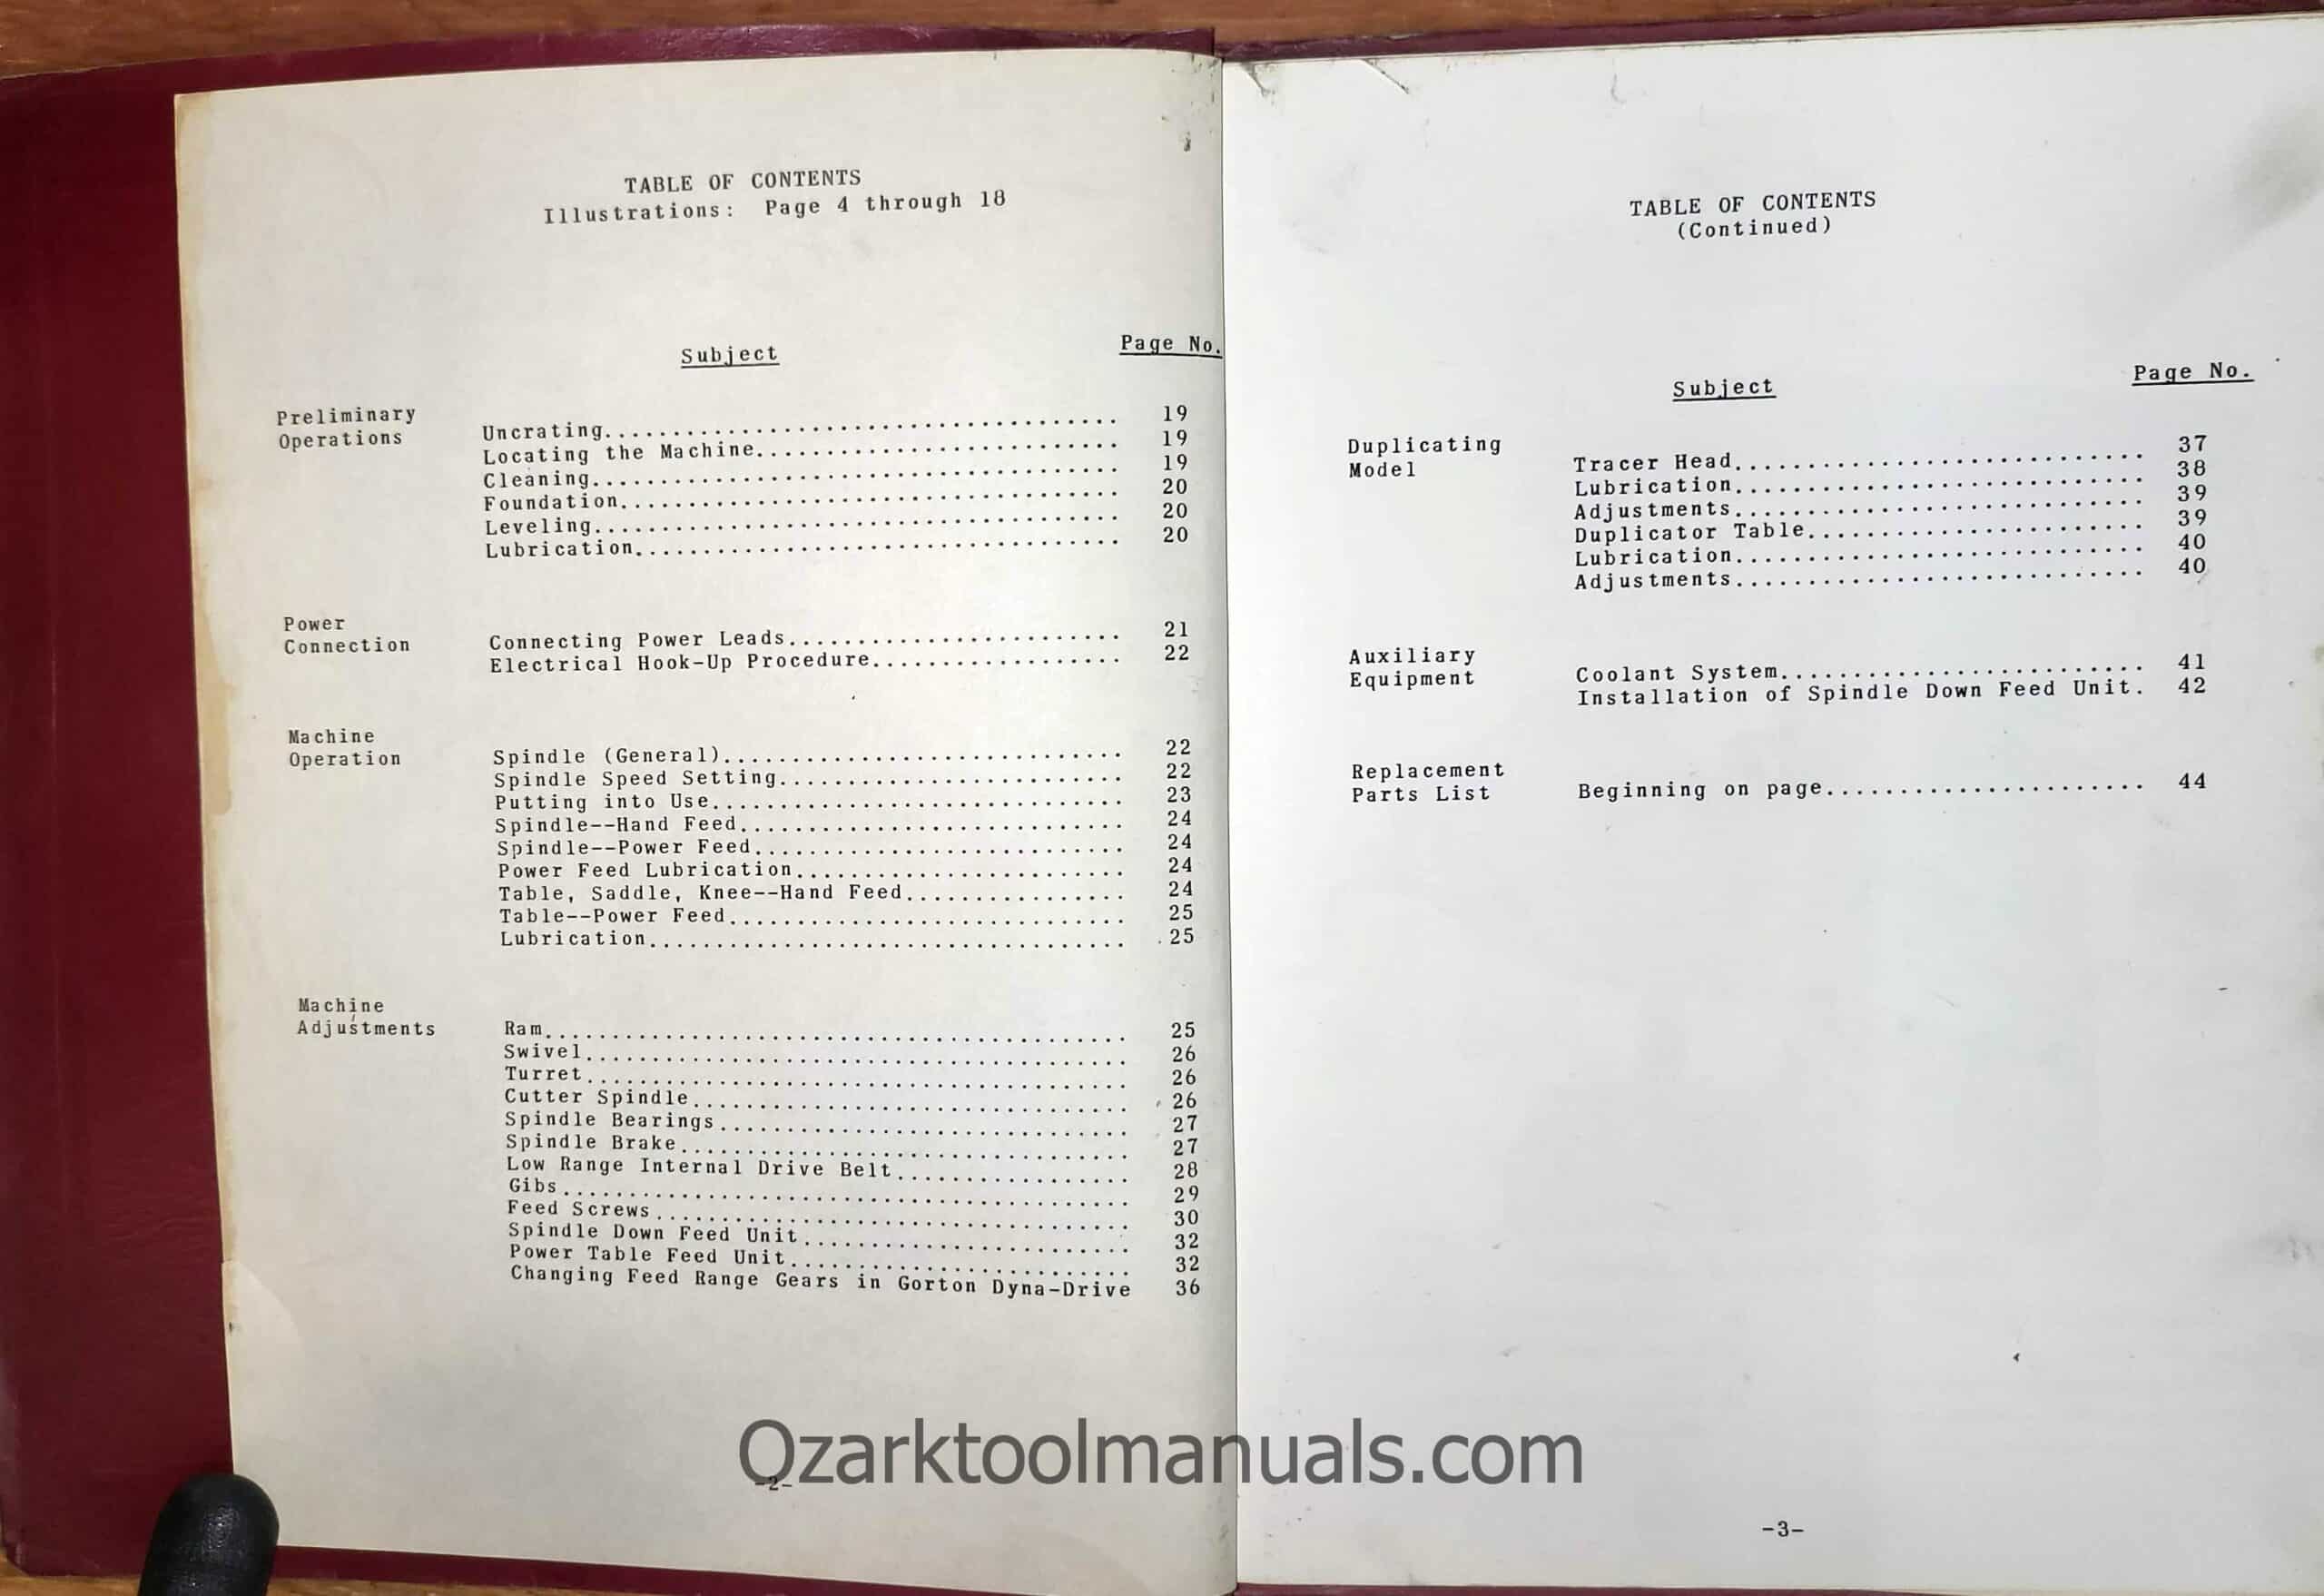 TABLE OF CONTENTS
Illustrations: Page 4 through 18
Subject Page No.
Preliminary
Operations
Uncrating....................................... 19
Locating the Machine........................... 19
Cleaning....................................... 19
Foundation..................................... 20
Leveling....................................... 20
Lubrication.................................... 20
Power
Connection
Connecting Power Leads......................... 21
Electrical Hook-Up Procedure................... 22
Machine
Operation
Spindle (General).............................. 22
Spindle Speed Setting.......................... 22
Putting into Use............................... 23
Spindle--Hand Feed............................. 24
Spindle--Power Feed............................ 24
Power Feed Lubrication......................... 24
Table, Saddle, Knee--Hand Feed................. 24
Table--Power Feed.............................. 25
Lubrication.................................... 25
Machine
Adjustments
Ram............................................ 25
Swivel......................................... 26
Turret......................................... 26
Cutter Spindle................................. 26
Spindle Bearings............................... 27
Spindle Brake.................................. 27
Low Range Internal Drive Belt.................. 28
Gibs........................................... 29
Feed Screws.................................... 30
Spindle Down Feed Unit......................... 32
Power Table Feed Unit.......................... 32
Changing Feed Range Gears in Gorton Dyna-Drive 36
-2-
TABLE OF CONTENTS
(Continued)
Subject Page No.
Duplicating
Model
Tracer Head............................. 37
Lubrication............................. 38
Adjustments............................. 39
Duplicator Table........................ 39
Lubrication............................. 40
Adjustments............................. 40
Auxiliary
Equipment
Coolant System.......................... 41
Installation of Spindle Down Feed Unit. 42
Replacement
Parts List
Beginning on page....................... 44
-3-
Ozarktoolmanuals.com